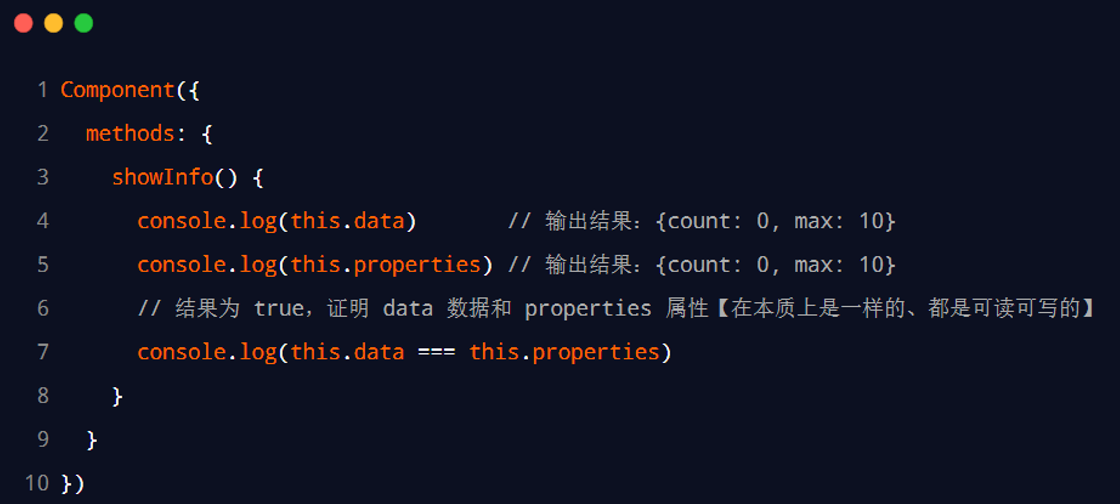 1 Component({
2   methods: {
3     showInfo() {
4       console.log(this.data)       // 输出结果：{count: 0, max: 10}
5       console.log(this.properties) // 输出结果：{count: 0, max: 10}
6       // 结果为 true，证明 data 数据和 properties 属性【在本质上是一样的、都是可读可写的】
7       console.log(this.data === this.properties)
8     }
9   }
10 })